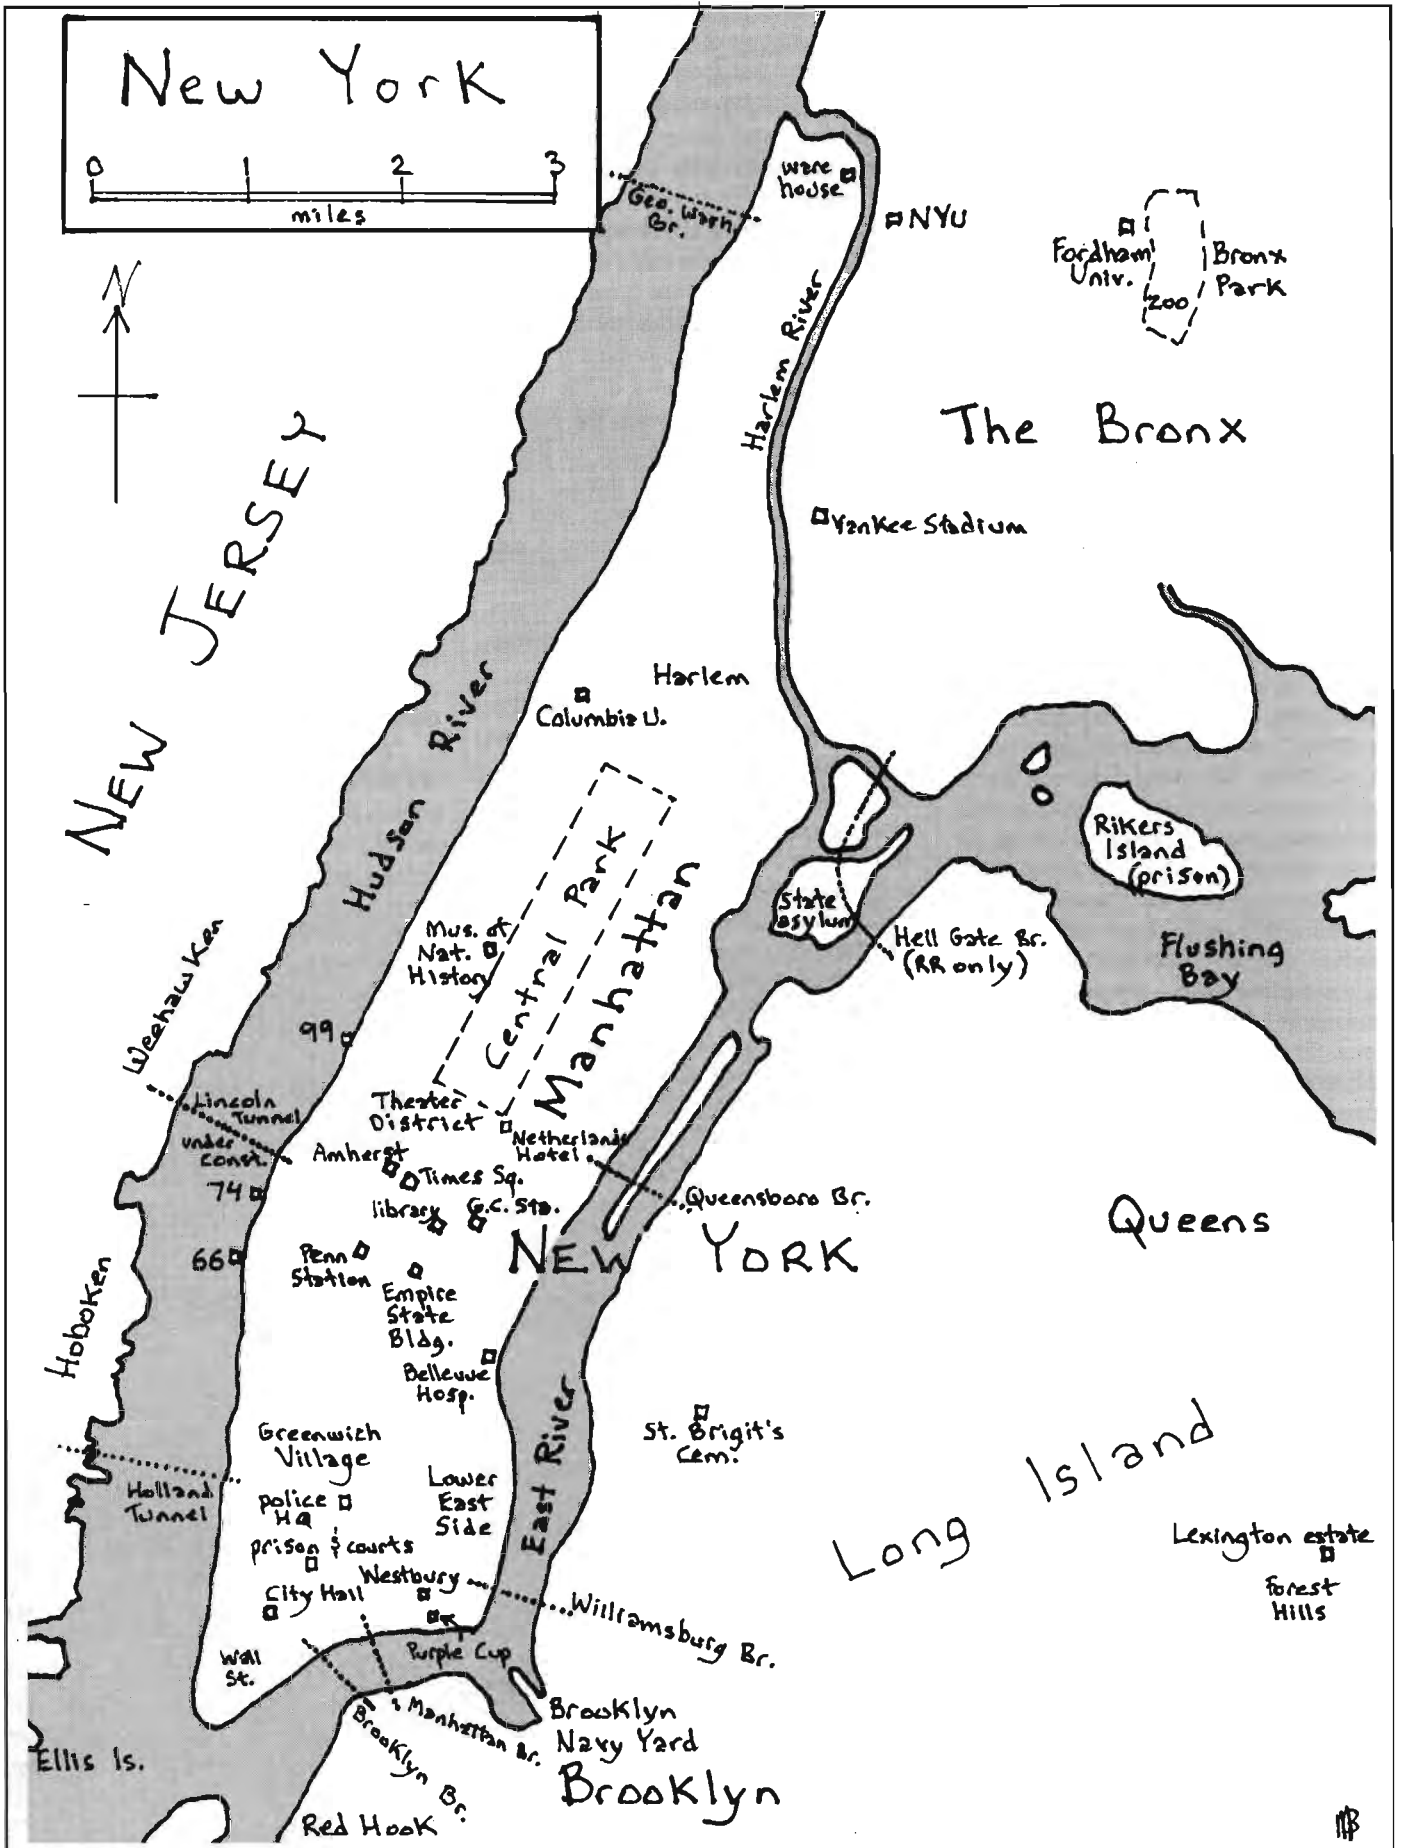 New York
0 1 2 3
miles
N
Geo. Wash.
Br.
ware
house
NYU
Fordham
Univ.
Bronx
Park
zoo
Harlem River
The Bronx
Yankee Stadium
NEW JERSEY
Hudson River
Harlem
Columbia U.
Rikers
Island
(prison)
State
asylum
Hell Gate Br.
(RR only)
Flushing
Bay
Central Park
Manhattan
Mus. of
Nat.
History
99
Weehawken
Lincoln
Tunnel
under
const.
Theater
District
Netherlands
Hotel
Amherst
Times Sq.
74
library
G.C. Sta.
Queensboro Br.
Queens
66
Penn
Station
NEW YORK
Empire
State
Bldg.
Hoboken
Bellevue
Hosp.
East River
St. Brigit's
Cem.
Greenwich
Village
Long Island
Holland
Tunnel
police
HQ
Lower
East
Side
prison & courts
Lexington estate
Forest
Hills
Westbury
City Hall
Williamsburg Br.
Purple Cup
Wall
St.
Brooklyn
Navy Yard
Manhattan Br.
Brooklyn Br.
Ellis Is.
Brooklyn
Red Hook